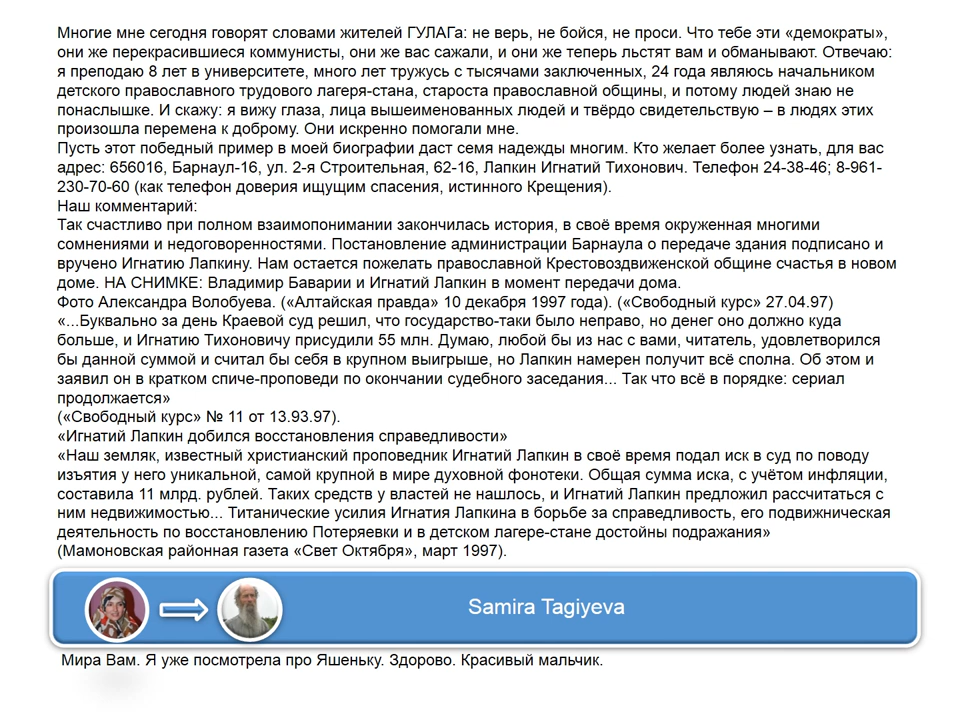 Многие мне сегодня говорят словами жителей ГУЛАГа: не верь, не бойся, не проси. Что тебе эти «демократы»,
они же перекрасившиеся коммунисты, они же вас сажали, и они же теперь льстят вам и обманывают. Отвечаю:
я преподаю 8 лет в университете, много лет тружусь с тысячами заключенных, 24 года являюсь начальником
детского православного трудового лагеря-стана, староста православной общины, и потому людей знаю не
понаслышке. И скажу: я вижу глаза, лица вышеименованных людей и твёрдо свидетельствую – в людях этих
произошла перемена к доброму. Они искренно помогали мне.
Пусть этот победный пример в моей биографии даст семя надежды многим. Кто желает более узнать, для вас
адрес: 656016, Барнаул-16, ул. 2-я Строительная, 62-16, Лапкин Игнатий Тихонович. Телефон 24-38-46; 8-961-
230-70-60 (как телефон доверия ищущим спасения, истинного Крещения).
Наш комментарий:
Так счастливо при полном взаимопонимании закончилась история, в своё время окруженная многими
сомнениями и недоговоренностями. Постановление администрации Барнаула о передаче здания подписано и
вручено Игнатию Лапкину. Нам остается пожелать православной Крестовоздвиженской общине счастья в новом
доме. НА СНИМКЕ: Владимир Баварии и Игнатий Лапкин в момент передачи дома.
Фото Александра Волобуева. («Алтайская правда» 10 декабря 1997 года). («Свободный курс» 27.04.97)
«...Буквально за день Краевой суд решил, что государство-таки было неправо, но денег оно должно куда
больше, и Игнатию Тихоновичу присудили 55 млн. Думаю, любой бы из нас с вами, читатель, удовлетворился
бы данной суммой и считал бы себя в крупном выигрыше, но Лапкин намерен получит всё сполна. Об этом и
заявил он в кратком спиче-проповеди по окончании судебного заседания... Так что всё в порядке: сериал
продолжается»
(«Свободный курс» № 11 от 13.93.97).
«Игнатий Лапкин добился восстановления справедливости»
«Наш земляк, известный христианский проповедник Игнатий Лапкин в своё время подал иск в суд по поводу
изъятия у него уникальной, самой крупной в мире духовной фонотеки. Общая сумма иска, с учётом инфляции,
составила 11 млрд. рублей. Таких средств у властей не нашлось, и Игнатий Лапкин предложил рассчитаться с
ним недвижимостью... Титанические усилия Игнатия Лапкина в борьбе за справедливость, его подвижническая
деятельность по восстановлению Потеряевки и в детском лагере-стане достойны подражания»
(Мамоновская районная газета «Свет Октября», март 1997).
Samira Tagiyeva
Мира Вам. Я уже посмотрела про Яшеньку. Здорово. Красивый мальчик.